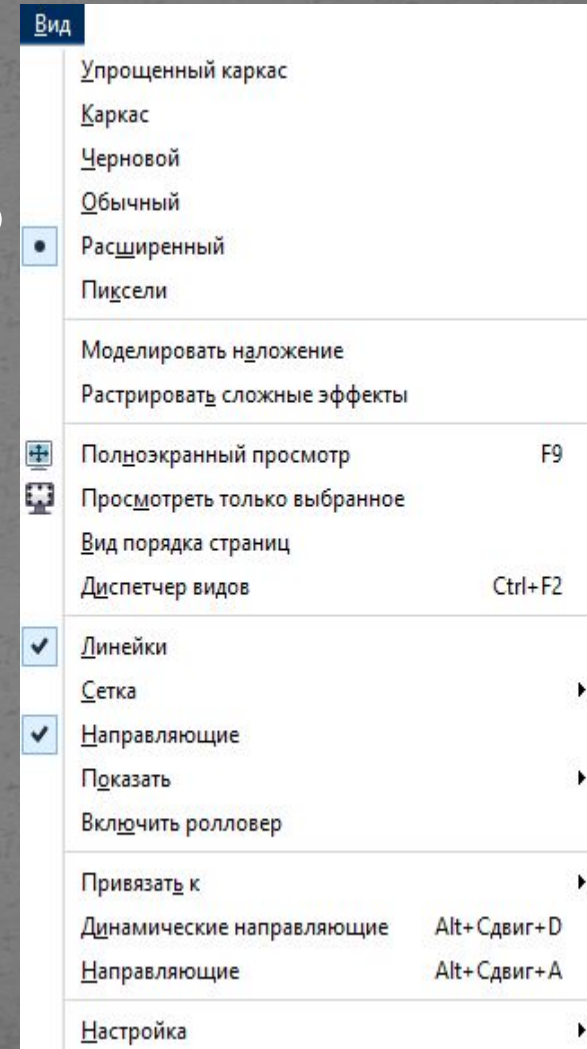 Вид
Упрощенный каркас
Каркас
Черновой
Обычный
Расширенный
Пиксели
Моделировать наложение
Растрировать сложные эффекты
Полноэкранный просмотр F9
Просмотреть только выбранное
Вид порядка страниц
Диспетчер видов Ctrl+F2
Линейки
Сетка
Направляющие
Показать
Включить ролловер
Привязать к
Динамические направляющие Alt+Сдвиг+D
Направляющие Alt+Сдвиг+A
Настройка